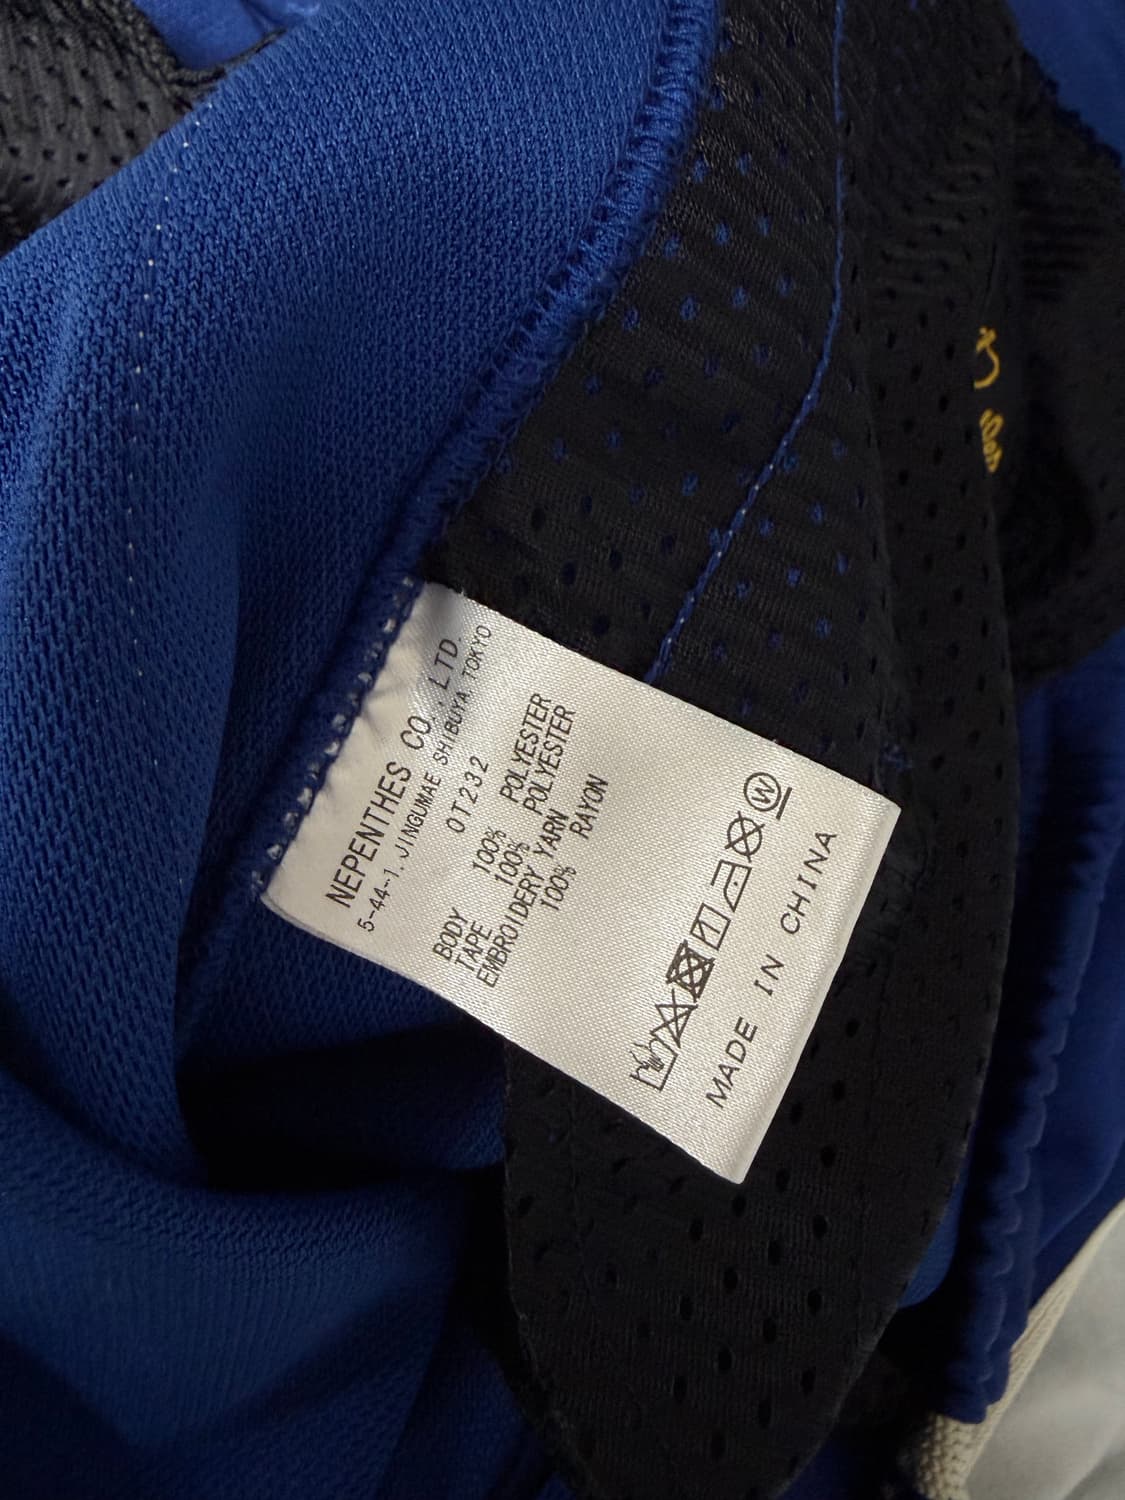 NEPENTHES CO.,LTD.
5-44-1,JINGUMAE SHIBUYA,TOKYO
OT232
BODY 100% POLYESTER
TAPE 100% POLYESTER
EMBROIDERY YARN
100% RAYON
MADE IN CHINA